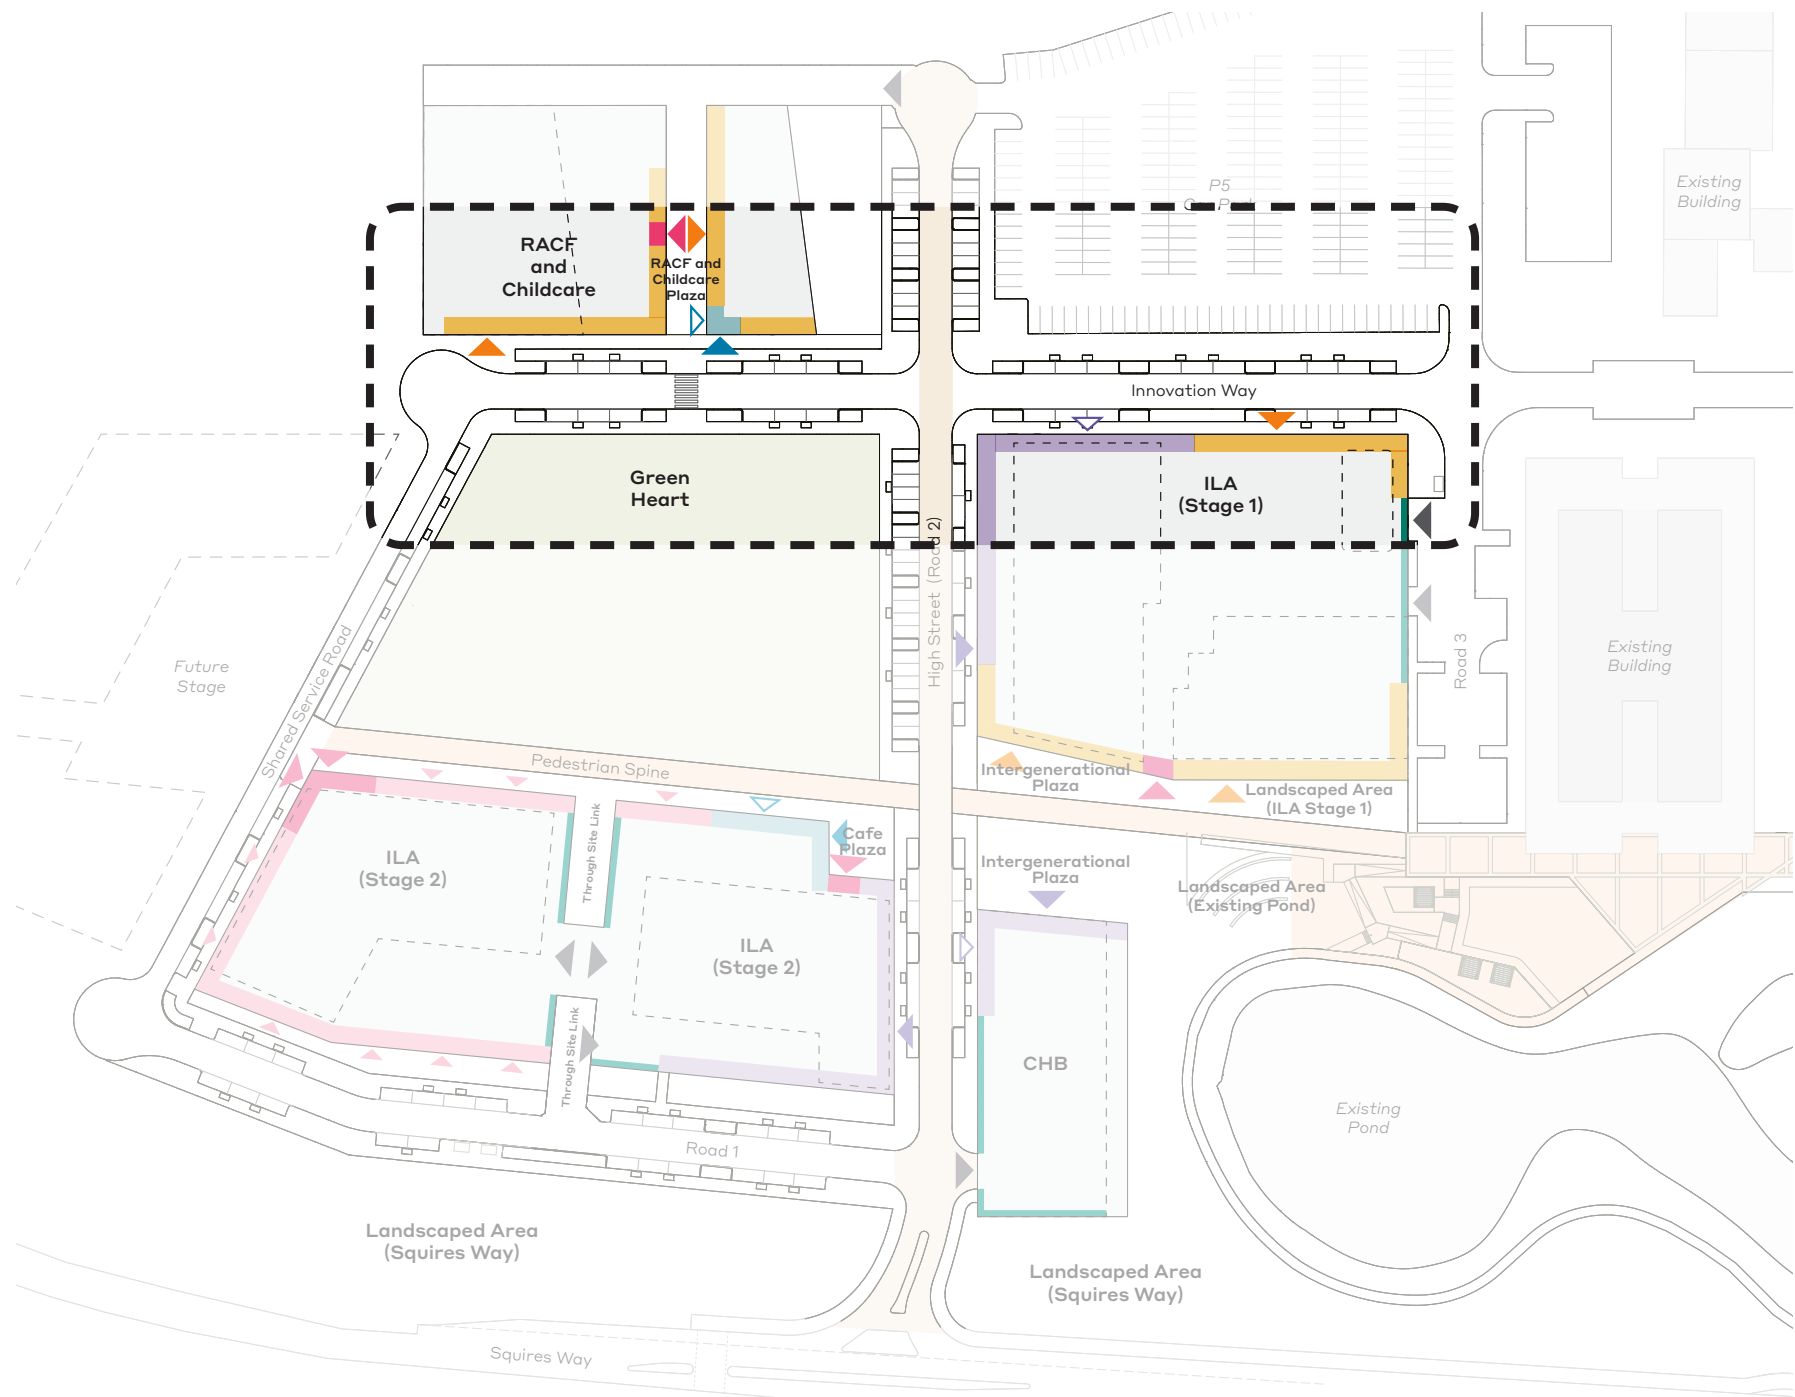 P5
Car Park
Existing
Building
RACF
and
Childcare
RACF and
Childcare
Plaza
Innovation Way
Green
Heart
ILA
(Stage 1)
High Street (Road 2)
Future
Stage
Shared Service Road
Road 3
Existing
Building
Pedestrian Spine
Intergenerational
Plaza
Landscaped Area
(ILA Stage 1)
Through Site Link
Cafe
Plaza
ILA
(Stage 2)
Intergenerational
Plaza
Landscaped Area
(Existing Pond)
ILA
(Stage 2)
Through Site Link
CHB
Existing
Pond
Road 1
Landscaped Area
(Squires Way)
Landscaped Area
(Squires Way)
Squires Way